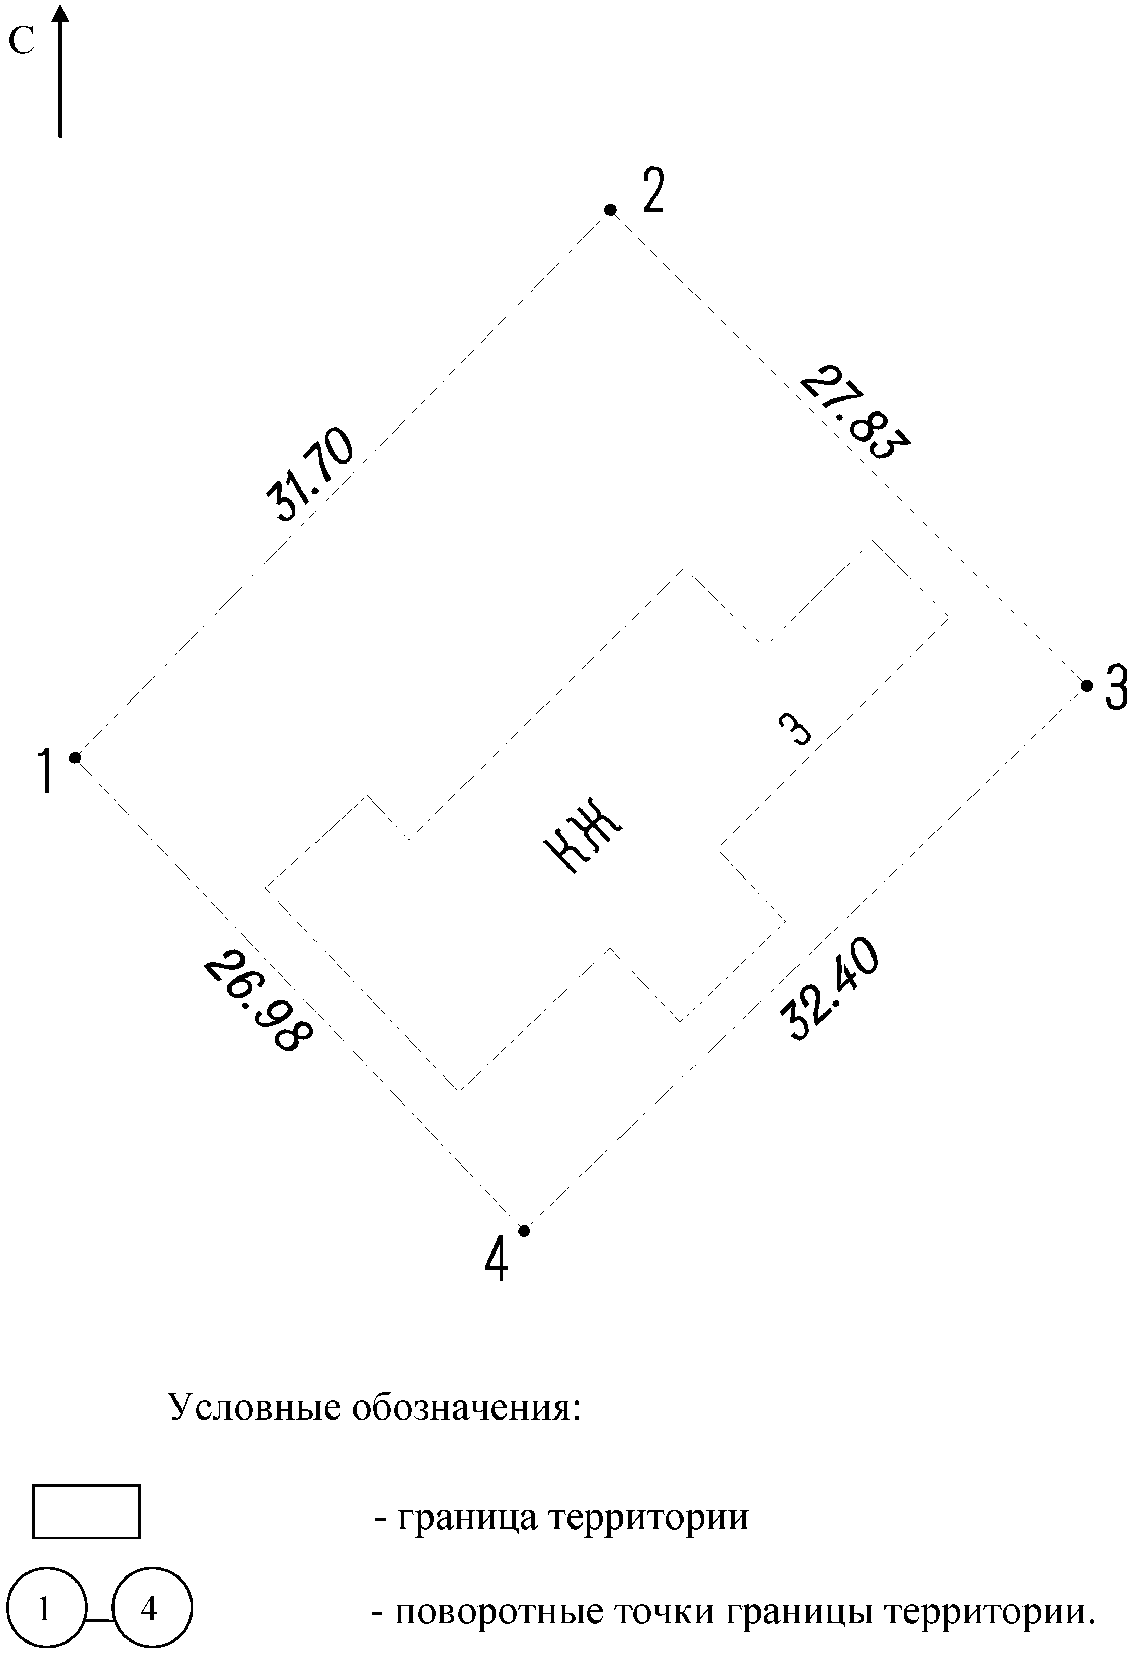 С
2
27.83
31.70
3
1
3
КЖ
26.98
32.40
4
Условные обозначения:
- граница территории
1 4 - поворотные точки границы территории.